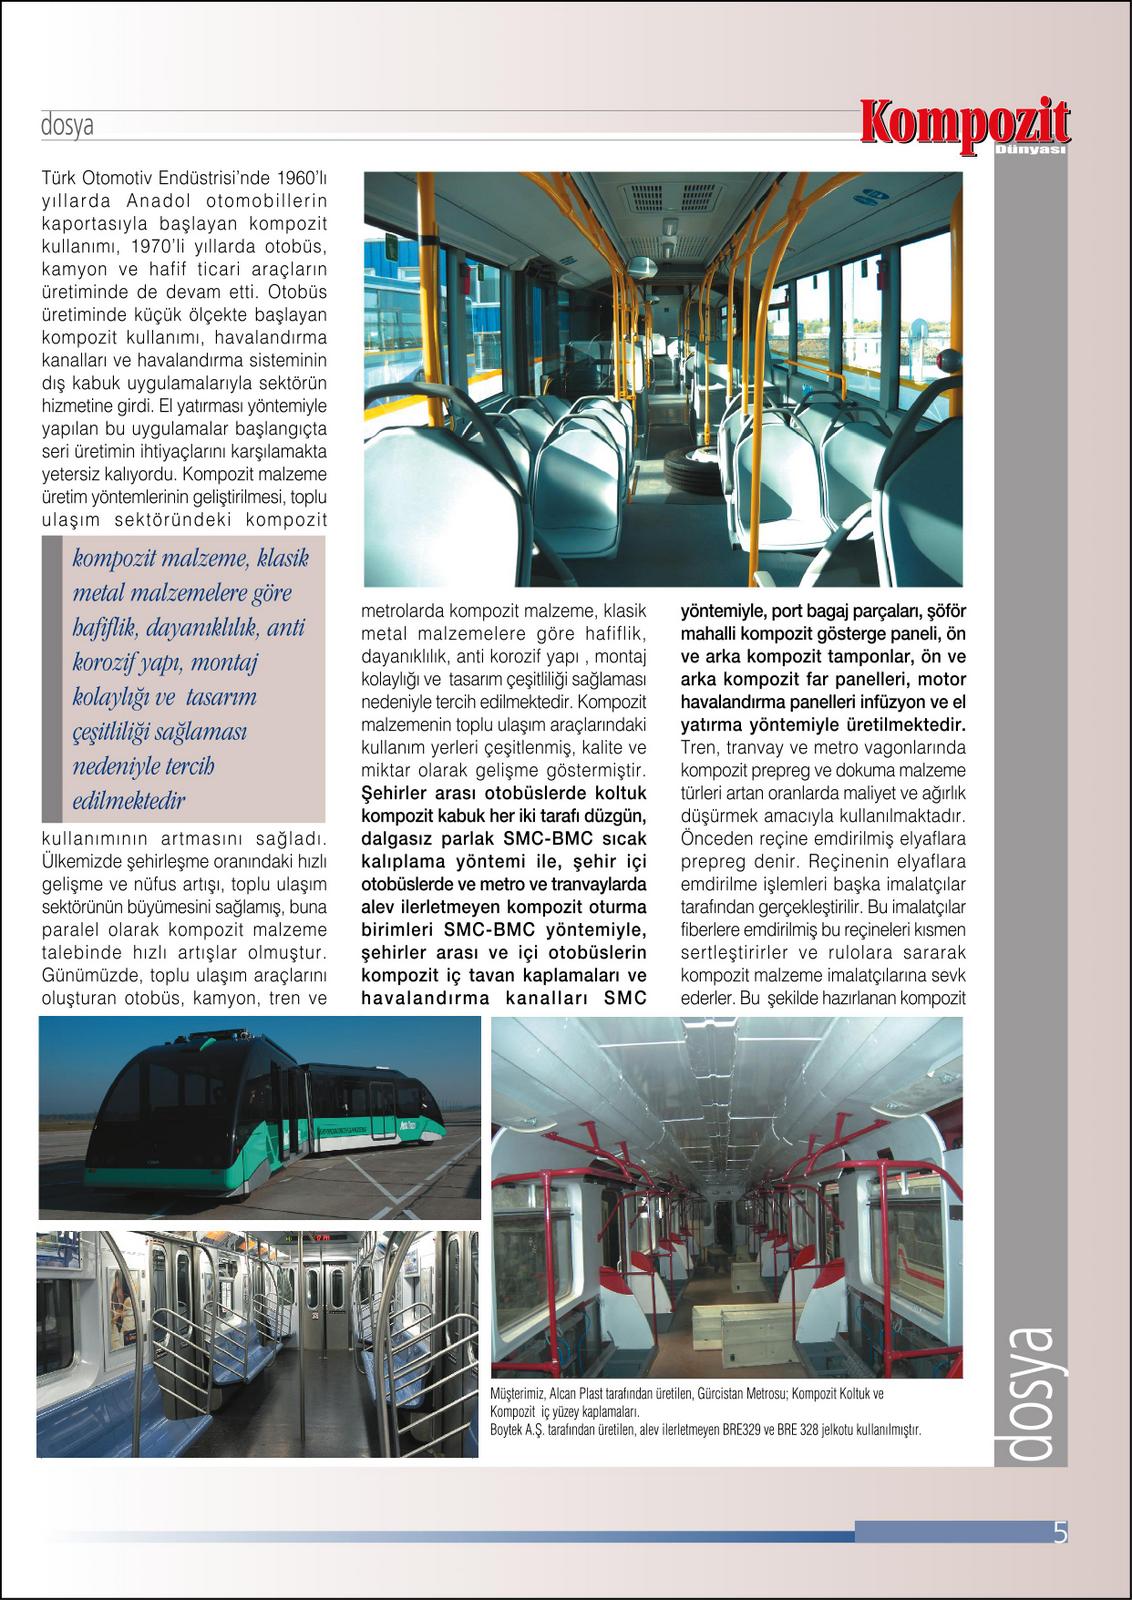 dosya
Kompozit
Dünyası
Türk Otomotiv Endüstrisi’nde 1960’lı
yıllarda Anadol otomobillerin
kaportasıyla başlayan kompozit
kullanımı, 1970’li yıllarda otobüs,
kamyon ve hafif ticari araçların
üretiminde de devam etti. Otobüs
üretiminde küçük ölçekte başlayan
kompozit kullanımı, havalandırma
kanalları ve havalandırma sisteminin
dış kabuk uygulamalarıyla sektörün
hizmetine girdi. El yatırması yöntemiyle
yapılan bu uygulamalar başlangıçta
seri üretimin ihtiyaçlarını karşılamakta
yetersiz kalıyordu. Kompozit malzeme
üretim yöntemlerinin geliştirilmesi, toplu
ulaşım sektöründeki kompozit
kompozit malzeme, klasik
metal malzemelere göre
hafiflik, dayanıklılık, anti
korozif yapı, montaj
kolaylığı ve tasarım
çeşitliliği sağlaması
nedeniyle tercih
edilmektedir
kullanımının artmasını sağladı.
Ülkemizde şehirleşme oranındaki hızlı
gelişme ve nüfus artışı, toplu ulaşım
sektörünün büyümesini sağlamış, buna
paralel olarak kompozit malzeme
talebinde hızlı artışlar olmuştur.
Günümüzde, toplu ulaşım araçlarını
oluşturan otobüs, kamyon, tren ve
metrolarda kompozit malzeme, klasik
metal malzemelere göre hafiflik,
dayanıklılık, anti korozif yapı , montaj
kolaylığı ve tasarım çeşitliliği sağlaması
nedeniyle tercih edilmektedir. Kompozit
malzemenin toplu ulaşım araçlarındaki
kullanım yerleri çeşitlenmiş, kalite ve
miktar olarak gelişme göstermiştir.
Şehirler arası otobüslerde koltuk
kompozit kabuk her iki tarafı düzgün,
dalgasız parlak SMC-BMC sıcak
kalıplama yöntemi ile, şehir içi
otobüslerde ve metro ve tranvaylarda
alev ilerletmeyen kompozit oturma
birimleri SMC-BMC yöntemiyle,
şehirler arası ve içi otobüslerin
kompozit iç tavan kaplamaları ve
havalandırma kanalları SMC
yöntemiyle, port bagaj parçaları, şöför
mahalli kompozit gösterge paneli, ön
ve arka kompozit tamponlar, ön ve
arka kompozit far panelleri, motor
havalandırma panelleri infüzyon ve el
yatırma yöntemiyle üretilmektedir.
Tren, tranvay ve metro vagonlarında
kompozit prepreg ve dokuma malzeme
türleri artan oranlarda maliyet ve ağırlık
düşürmek amacıyla kullanılmaktadır.
Önceden reçine emdirilmiş elyaflara
prepreg denir. Reçinenin elyaflara
emdirilme işlemleri başka imalatçılar
tarafından gerçekleştirilir. Bu imalatçılar
fiberlere emdirilmiş bu reçineleri kısmen
sertleştirirler ve rulolara sararak
kompozit malzeme imalatçılarına sevk
ederler. Bu şekilde hazırlanan kompozit
Müşterimiz, Alcan Plast tarafından üretilen, Gürcistan Metrosu; Kompozit Koltuk ve
Kompozit iç yüzey kaplamaları.
Boytek A.Ş. tarafından üretilen, alev ilerletmeyen BRE329 ve BRE 328 jelkotu kullanılmıştır.
dosya
5